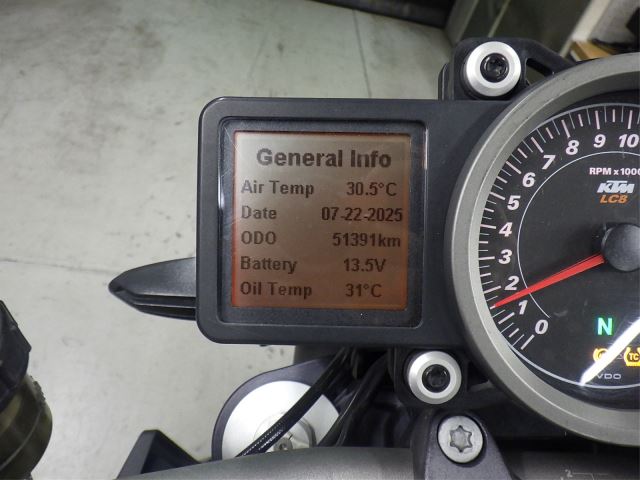 General Info
Air Temp 30.5°C
Date 07-22-2025
ODO 51391km
Battery 13.5V
Oil Temp 31°C
0
1
2
3
4
5
6
7
8
9
10
RPM x 1000
KTM
LC8
N
TC
VDO